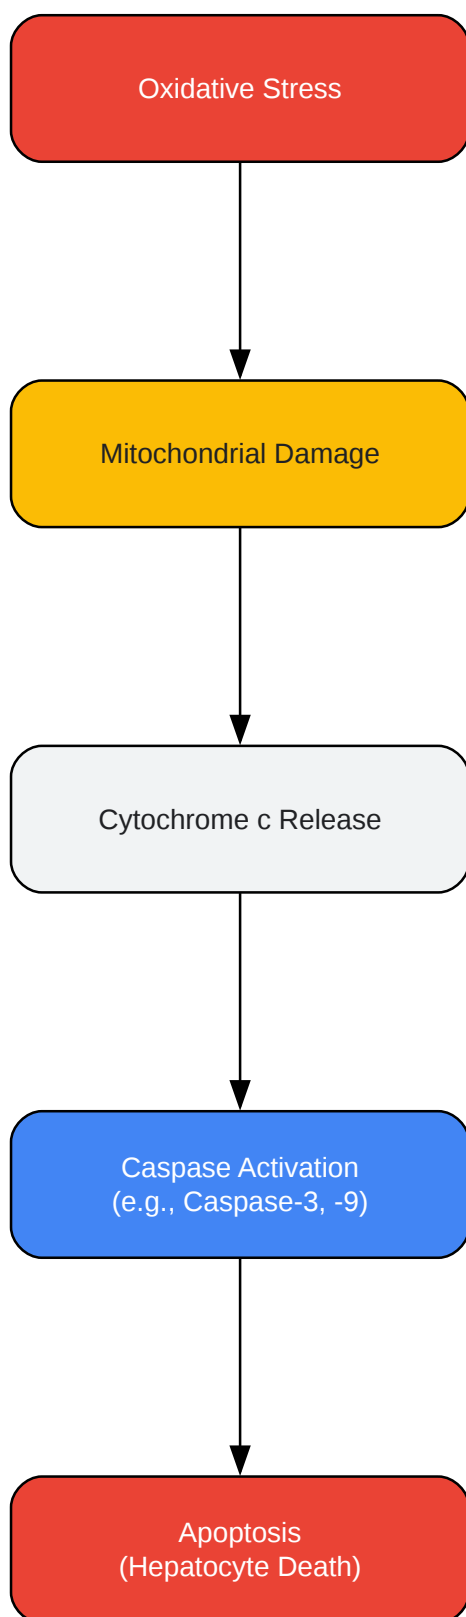 Oxidative Stress
Mitochondrial Damage
Cytochrome c Release
Caspase Activation
(e.g., Caspase-3, -9)
Apoptosis
(Hepatocyte Death)